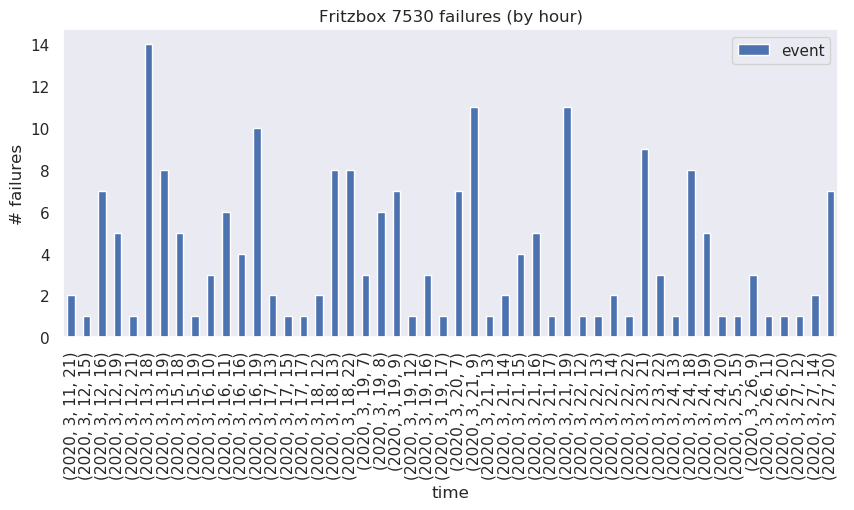 Fritzbox 7530 failures (by hour)
event
# failures
14
12
10
8
6
4
2
0
(2020, 3, 11, 21)
(2020, 3, 12, 15)
(2020, 3, 12, 16)
(2020, 3, 12, 19)
(2020, 3, 12, 21)
(2020, 3, 13, 18)
(2020, 3, 13, 19)
(2020, 3, 15, 18)
(2020, 3, 15, 19)
(2020, 3, 16, 10)
(2020, 3, 16, 11)
(2020, 3, 16, 16)
(2020, 3, 16, 19)
(2020, 3, 17, 13)
(2020, 3, 17, 15)
(2020, 3, 17, 17)
(2020, 3, 18, 12)
(2020, 3, 18, 13)
(2020, 3, 18, 22)
(2020, 3, 19, 7)
(2020, 3, 19, 8)
(2020, 3, 19, 9)
(2020, 3, 19, 12)
(2020, 3, 19, 16)
(2020, 3, 19, 17)
(2020, 3, 20, 7)
(2020, 3, 21, 9)
(2020, 3, 21, 13)
(2020, 3, 21, 14)
(2020, 3, 21, 15)
(2020, 3, 21, 16)
(2020, 3, 21, 17)
(2020, 3, 21, 19)
(2020, 3, 22, 12)
(2020, 3, 22, 13)
(2020, 3, 22, 14)
(2020, 3, 22, 22)
(2020, 3, 23, 21)
(2020, 3, 23, 22)
(2020, 3, 24, 13)
(2020, 3, 24, 18)
(2020, 3, 24, 19)
(2020, 3, 24, 20)
(2020, 3, 25, 15)
(2020, 3, 26, 9)
(2020, 3, 26, 11)
(2020, 3, 26, 20)
(2020, 3, 27, 12)
(2020, 3, 27, 14)
(2020, 3, 27, 20)
time